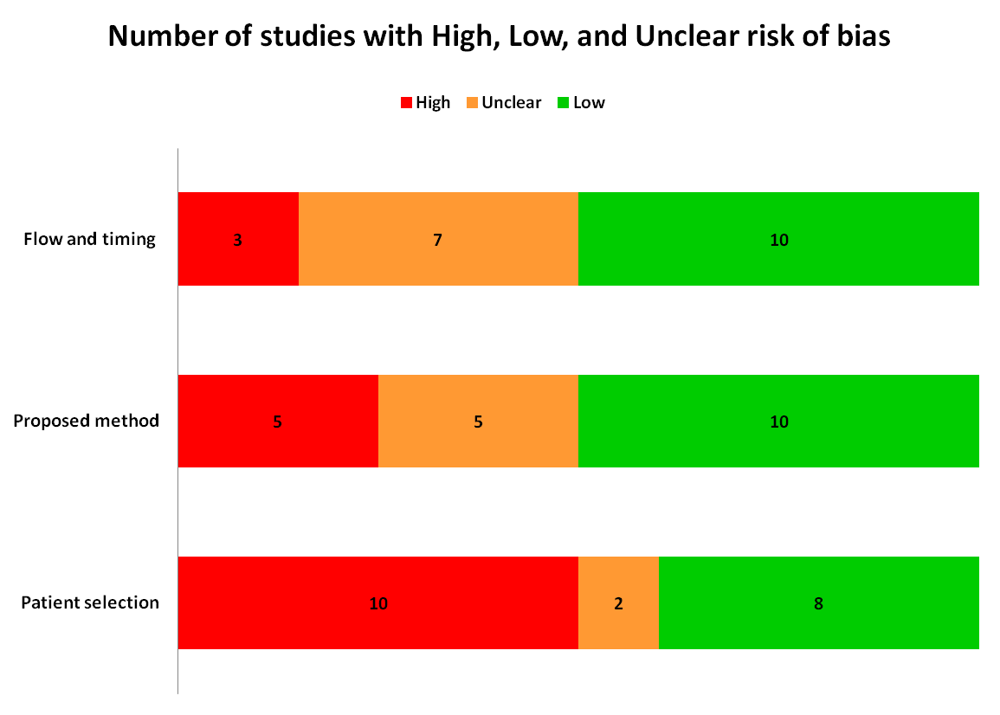 Number of studies with High, Low, and Unclear risk of bias
High Unclear Low
Flow and timing 3 7 10
Proposed method 5 5 10
Patient selection 10 2 8